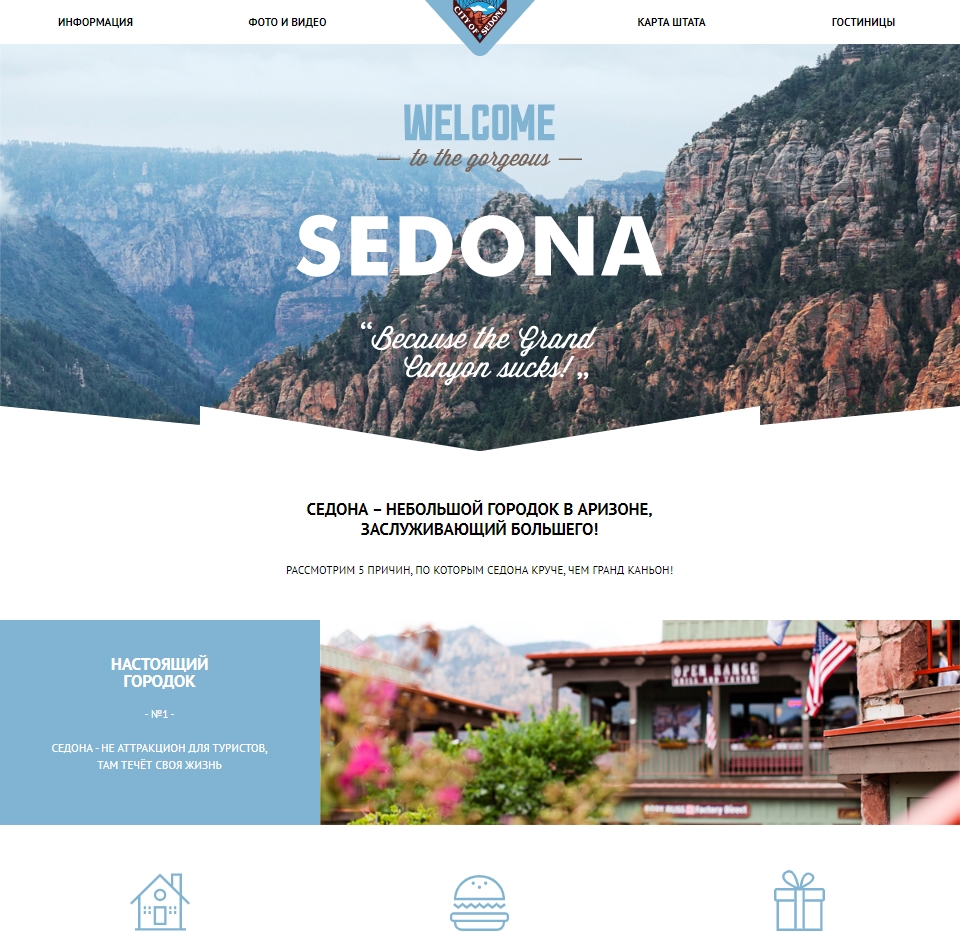 ИНФОРМАЦИЯ
ФОТО И ВИДЕО
CITY OF SEDONA
КАРТА ШТАТА
ГОСТИНИЦЫ
WELCOME
to the gorgeous
SEDONA
“Because the Grand
Canyon sucks!„
СЕДОНА – НЕБОЛЬШОЙ ГОРОДОК В АРИЗОНЕ,
ЗАСЛУЖИВАЮЩИЙ БОЛЬШЕГО!
РАССМОТРИМ 5 ПРИЧИН, ПО КОТОРЫМ СЕДОНА КРУЧЕ, ЧЕМ ГРАНД КАНЬОН!
НАСТОЯЩИЙ
ГОРОДОК
- №1 -
СЕДОНА - НЕ АТТРАКЦИОН ДЛЯ ТУРИСТОВ,
ТАМ ТЕЧЁТ СВОЯ ЖИЗНЬ
OPEN RANGE
GRILL AND TAVERN
Factory Direct